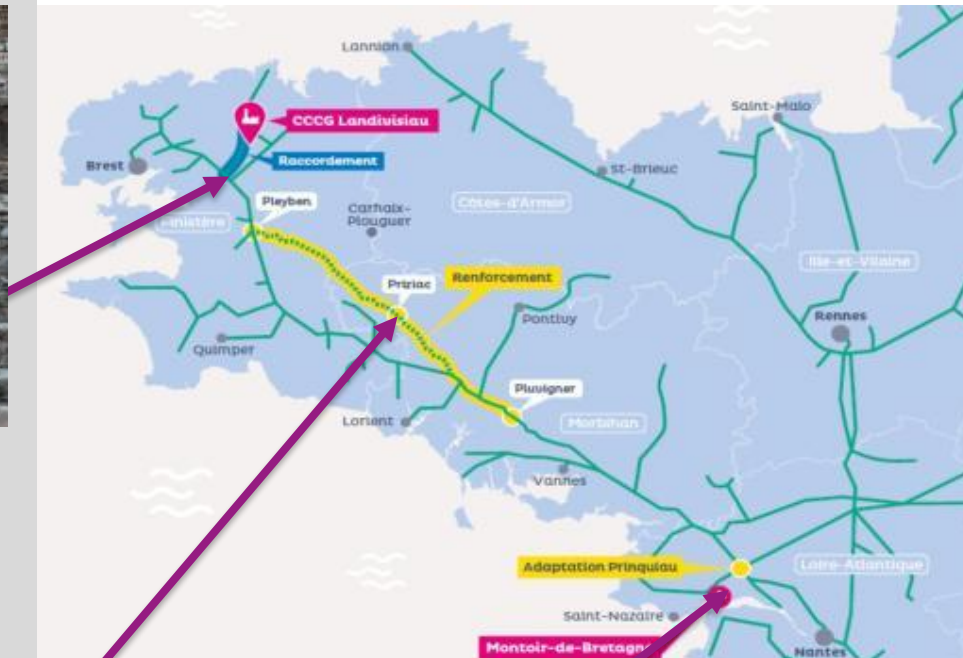 Lannion
CCCG Landivisiau
Saint-Malo
Brest
Raccordement
St-Brieuc
Pleyben
Carhaix-
Plouguer
Côtes-d'Armor
Finistère
Ille-et-Vilaine
Priziac
Renforcement
Pontivy
Rennes
Quimper
Pluvigner
Lorient
Morbihan
Vannes
Adaptation Prinquiau
Loire-Atlantique
Saint-Nazaire
Montoir-de-Bretagne
Nantes